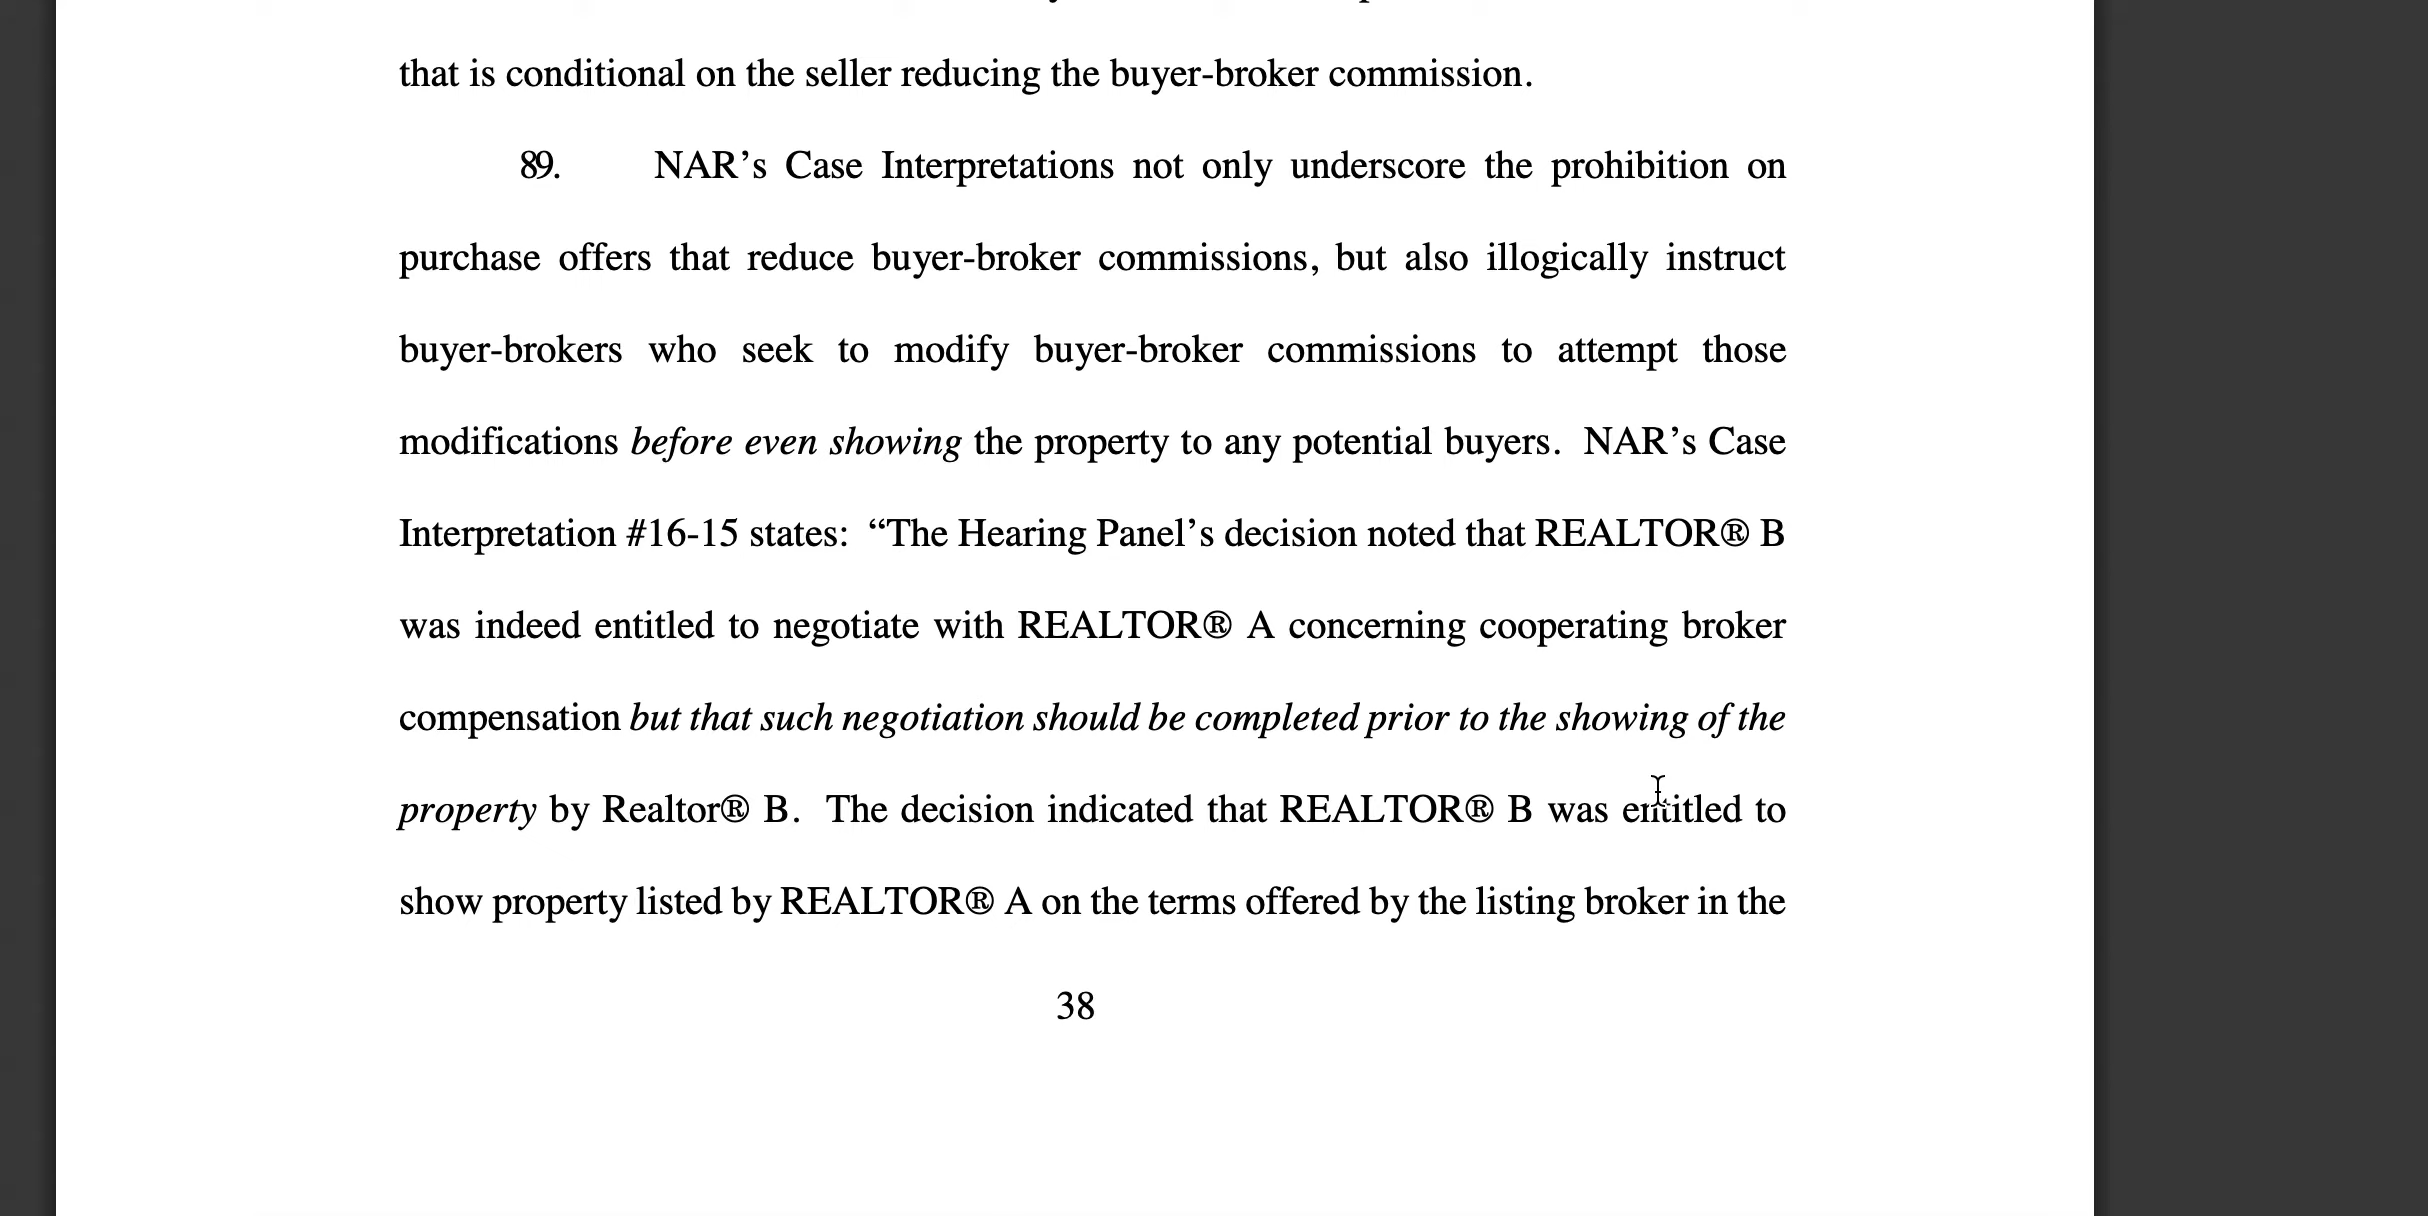 that is conditional on the seller reducing the buyer-broker commission.
89. NAR’s Case Interpretations not only underscore the prohibition on
purchase offers that reduce buyer-broker commissions, but also illogically instruct
buyer-brokers who seek to modify buyer-broker commissions to attempt those
modifications before even showing the property to any potential buyers. NAR’s Case
Interpretation #16-15 states: “The Hearing Panel’s decision noted that REALTOR® B
was indeed entitled to negotiate with REALTOR® A concerning cooperating broker
compensation but that such negotiation should be completed prior to the showing of the
property by Realtor® B. The decision indicated that REALTOR® B was entitled to
show property listed by REALTOR® A on the terms offered by the listing broker in the
38